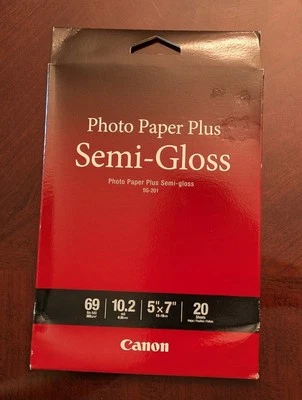 Photo Paper Plus
Semi-Gloss
Photo Paper Plus Semi-gloss
SG-201
69 10.2 5"x7" 20
Canon